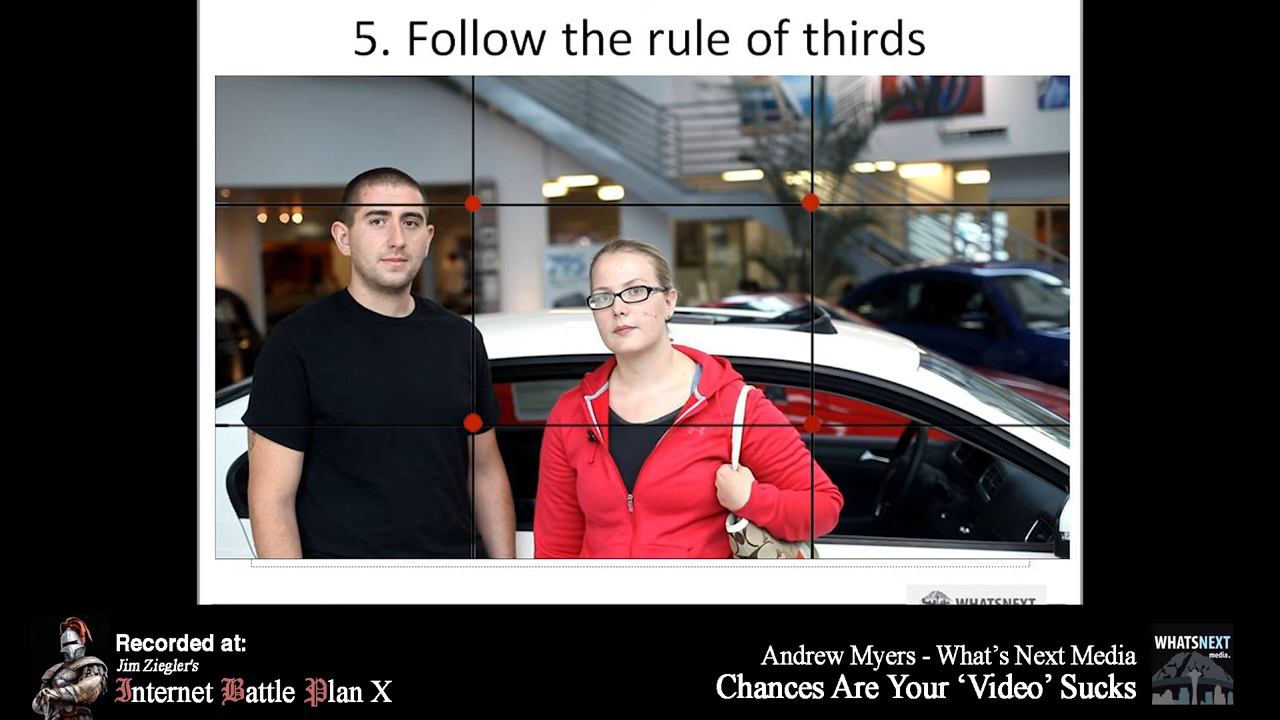 5. Follow the rule of thirds
WHATSNEXT
Recorded at:
Jim Ziegler's
Internet Battle Plan X
Andrew Myers - What's Next Media
Chances Are Your ‘Video’ Sucks
WHATSNEXT
media.